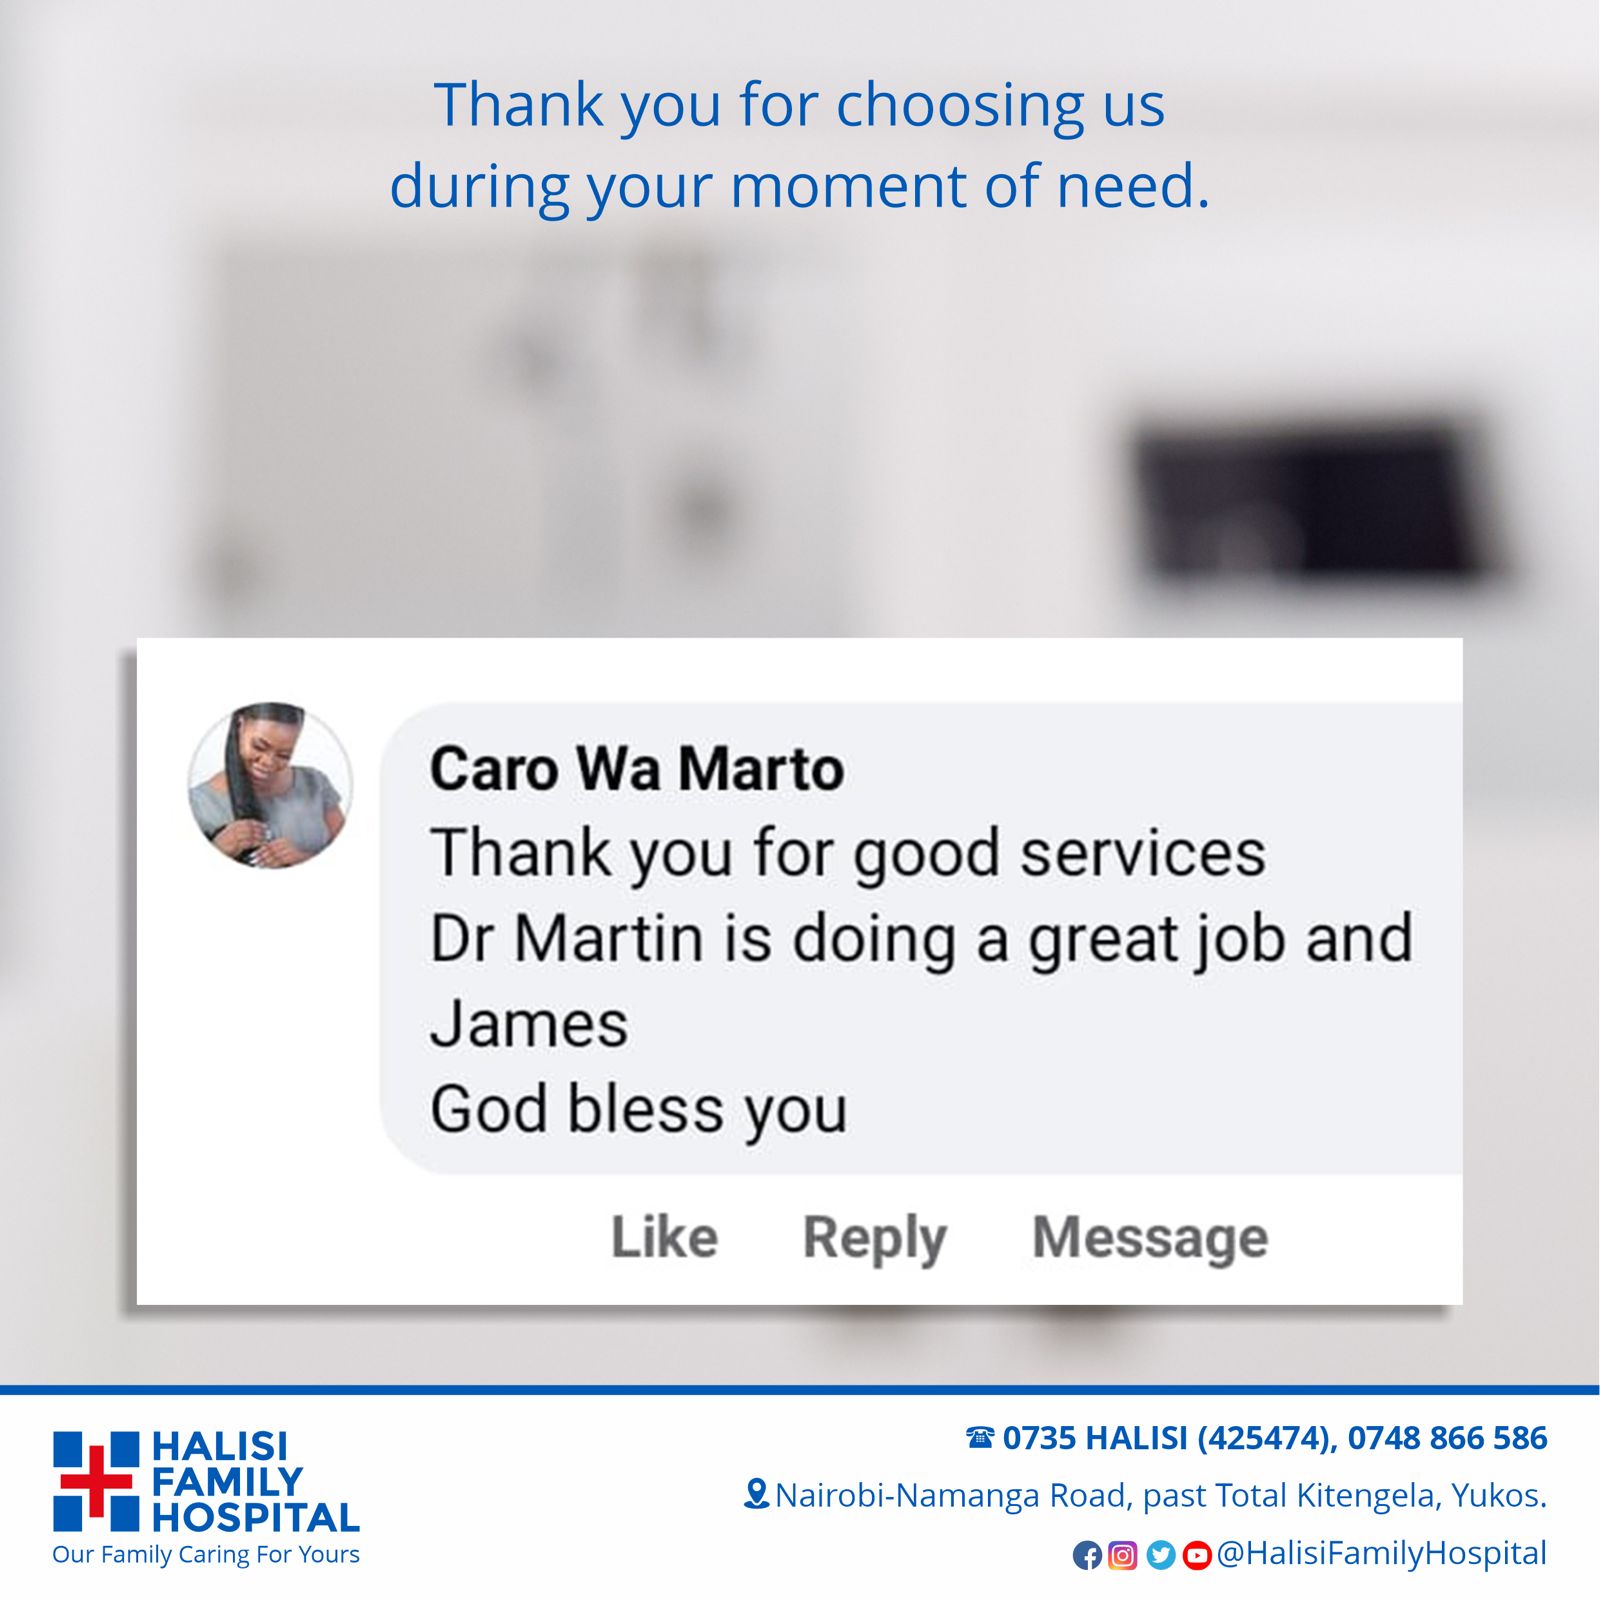 Thank you for choosing us
during your moment of need.
Caro Wa Marto
Thank you for good services
Dr Martin is doing a great job and
James
God bless you
Like Reply Message
HALISI
FAMILY
HOSPITAL
Our Family Caring For Yours
0735 HALISI (425474), 0748 866 586
Nairobi-Namanga Road, past Total Kitengela, Yukos.
@HalisiFamilyHospital